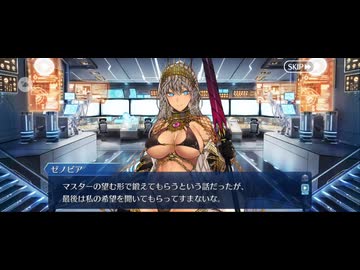 SKIP
ゼノビア
マスターの望む形で鍛えてもらうという話だったが、
最後は私の希望を聞いてもらってすまないな。